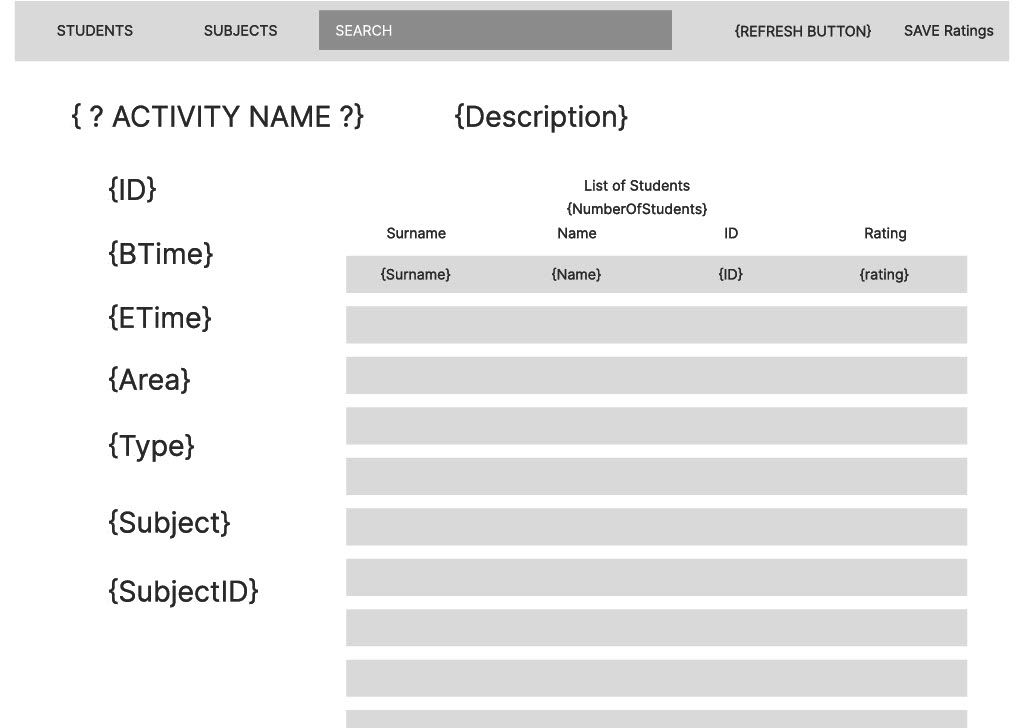 STUDENTS SUBJECTS SEARCH {REFRESH BUTTON} SAVE Ratings
{ ? ACTIVITY NAME ?} {Description}
{ID}
{BTime}
{ETime}
{Area}
{Type}
{Subject}
{SubjectID}
List of Students
{NumberOfStudents}
Surname Name ID Rating
{Surname} {Name} {ID} {rating}